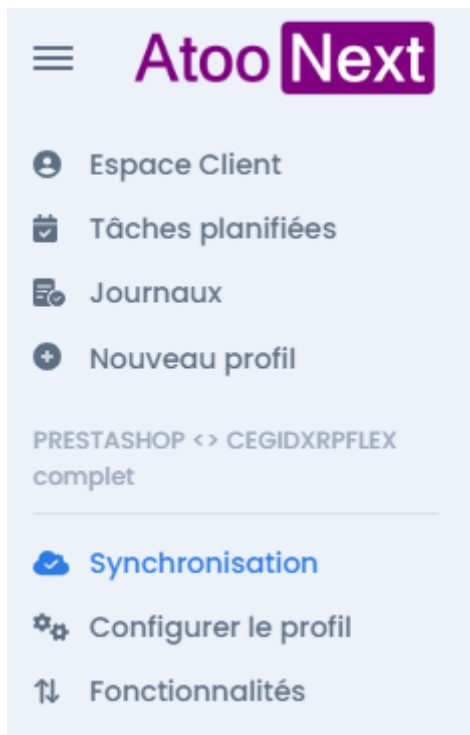 Atoo Next
Espace Client
Tâches planifiées
Journaux
Nouveau profil
PRESTASHOP <> CEGIDXRPFLEX
complet
Synchronisation
Configurer le profil
Fonctionnalités